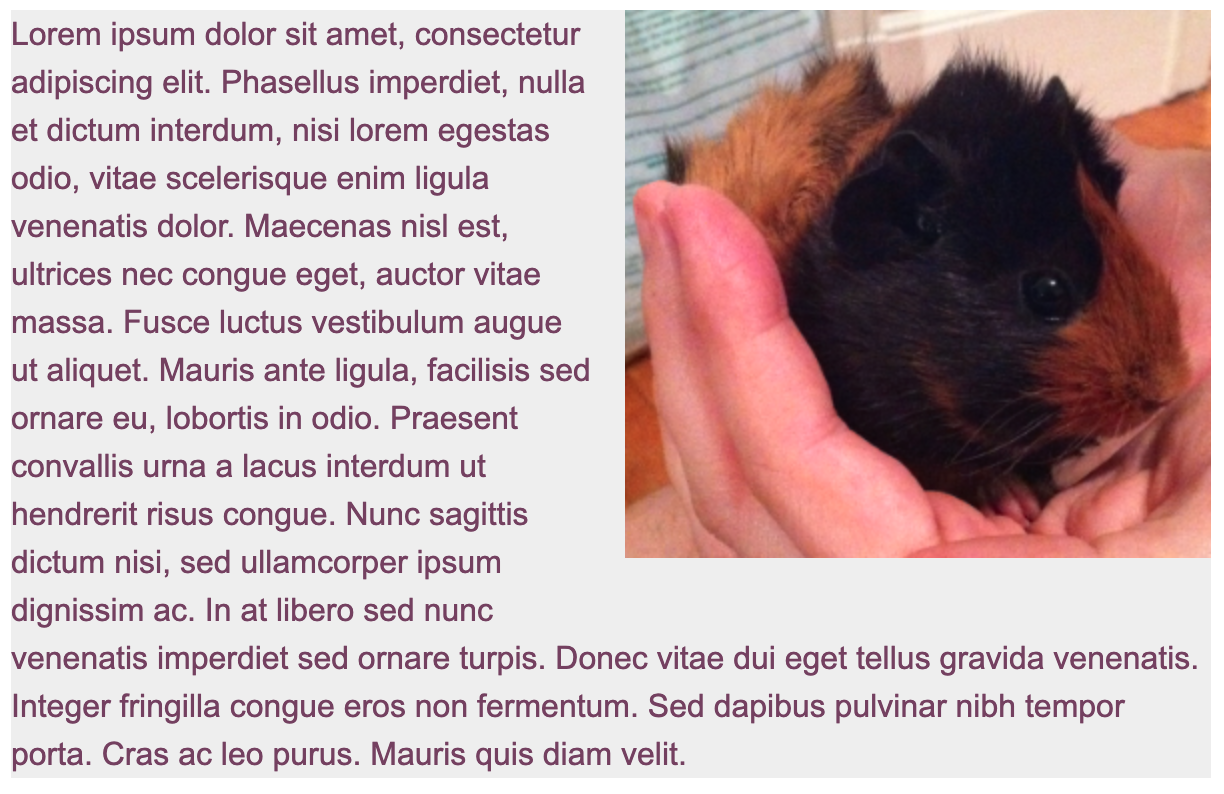 Lorem ipsum dolor sit amet, consectetur
adipiscing elit. Phasellus imperdiet, nulla
et dictum interdum, nisi lorem egestas
odio, vitae scelerisque enim ligula
venenatis dolor. Maecenas nisl est,
ultrices nec congue eget, auctor vitae
massa. Fusce luctus vestibulum augue
ut aliquet. Mauris ante ligula, facilisis sed
ornare eu, lobortis in odio. Praesent
convallis urna a lacus interdum ut
hendrerit risus congue. Nunc sagittis
dictum nisi, sed ullamcorper ipsum
dignissim ac. In at libero sed nunc
venenatis imperdiet sed ornare turpis. Donec vitae dui eget tellus gravida venenatis.
Integer fringilla congue eros non fermentum. Sed dapibus pulvinar nibh tempor
porta. Cras ac leo purus. Mauris quis diam velit.